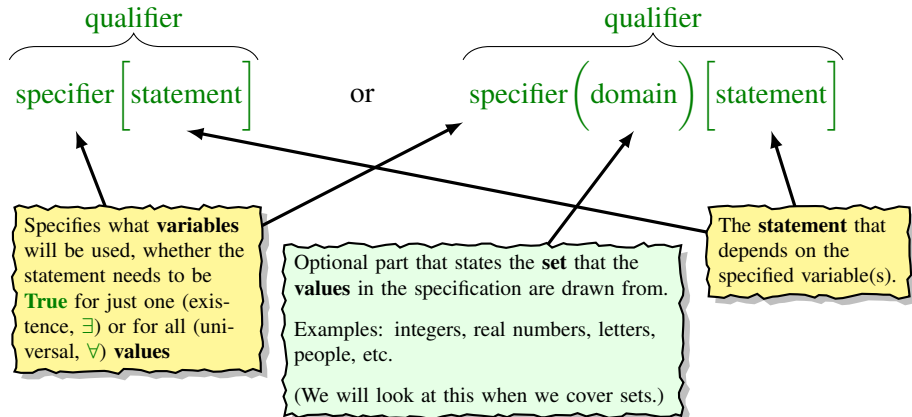 qualifier qualifier
specifier [statement] or specifier (domain) [statement]
Specifies what variables
will be used, whether the
statement needs to be
True for just one (exis-
tence, ∃) or for all (uni-
versal, ∀) values
Optional part that states the set that the
values in the specification are drawn from.
Examples: integers, real numbers, letters,
people, etc.
(We will look at this when we cover sets.)
The statement that
depends on the
specified variable(s).